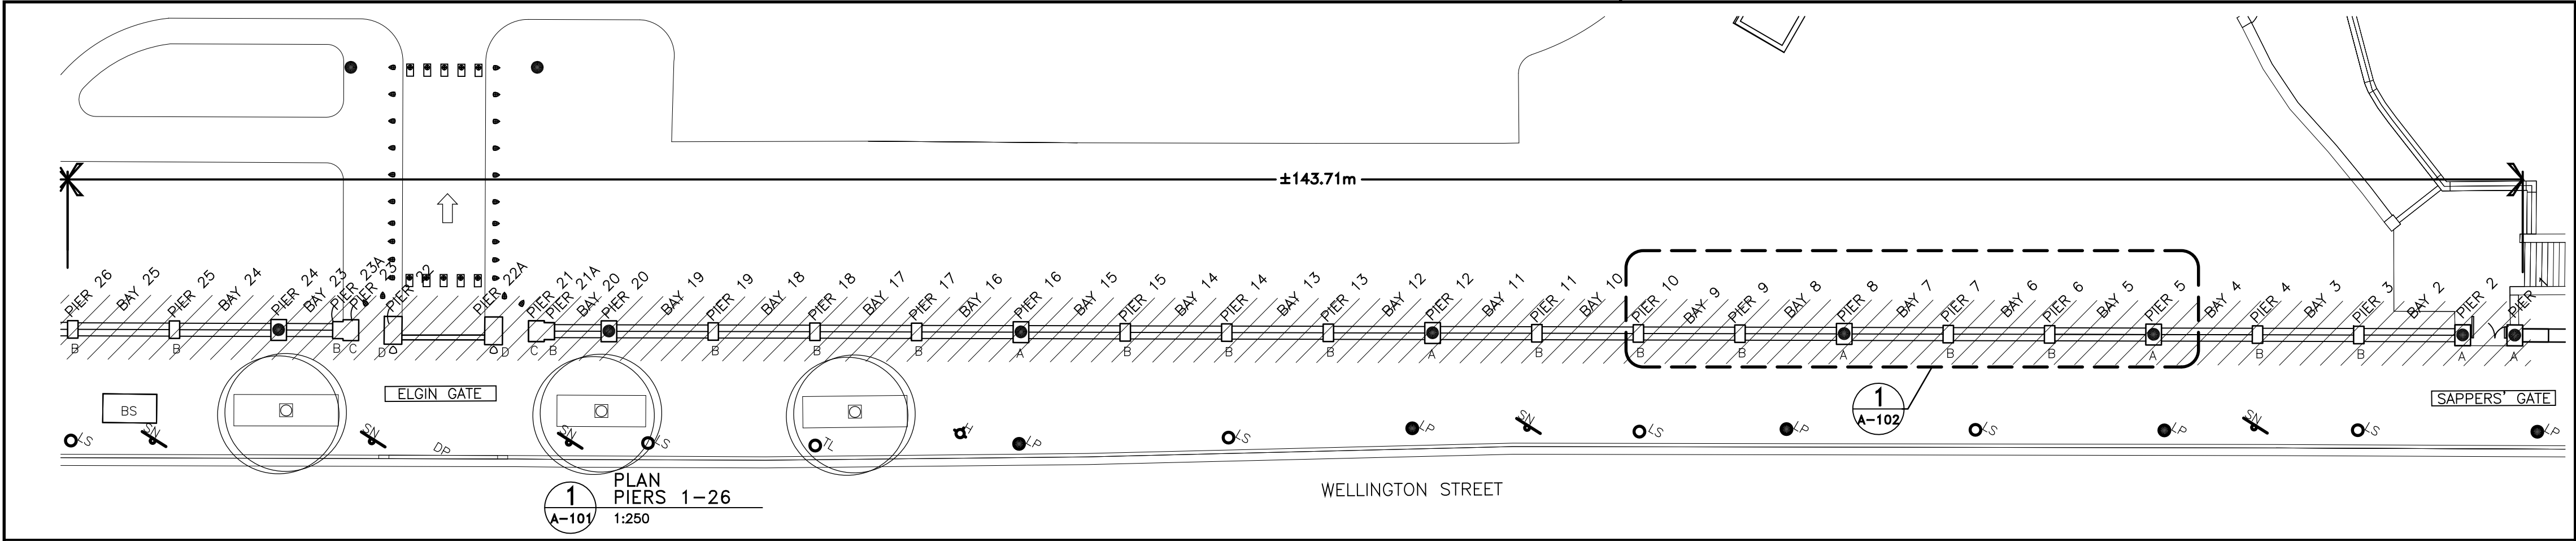 ±143.71m
PIER 26
BAY 25
PIER 25
BAY 24
PIER 24
BAY 23
PIER 23A
PIER 23
PIER 22
PIER 22A
PIER 21
PIER 21A
BAY 20
PIER 20
BAY 19
PIER 19
BAY 18
PIER 18
BAY 17
PIER 17
BAY 16
PIER 16
BAY 15
PIER 15
BAY 14
PIER 14
BAY 13
PIER 13
BAY 12
PIER 12
BAY 11
PIER 11
BAY 10
PIER 10
BAY 9
PIER 9
BAY 8
PIER 8
BAY 7
PIER 7
BAY 6
PIER 6
BAY 5
PIER 5
BAY 4
PIER 4
BAY 3
PIER 3
BAY 2
PIER 2
PIER 1
B B B C D D C B B B B A B B B A B B B A B B A B B A A
ELGIN GATE
SAPPERS' GATE
BS
1
A-102
LS SN SN DP SN LS TL H LP LS LP SN LS LP LS LP SN LS LP
WELLINGTON STREET
1
A-101
PLAN
PIERS 1-26
1:250